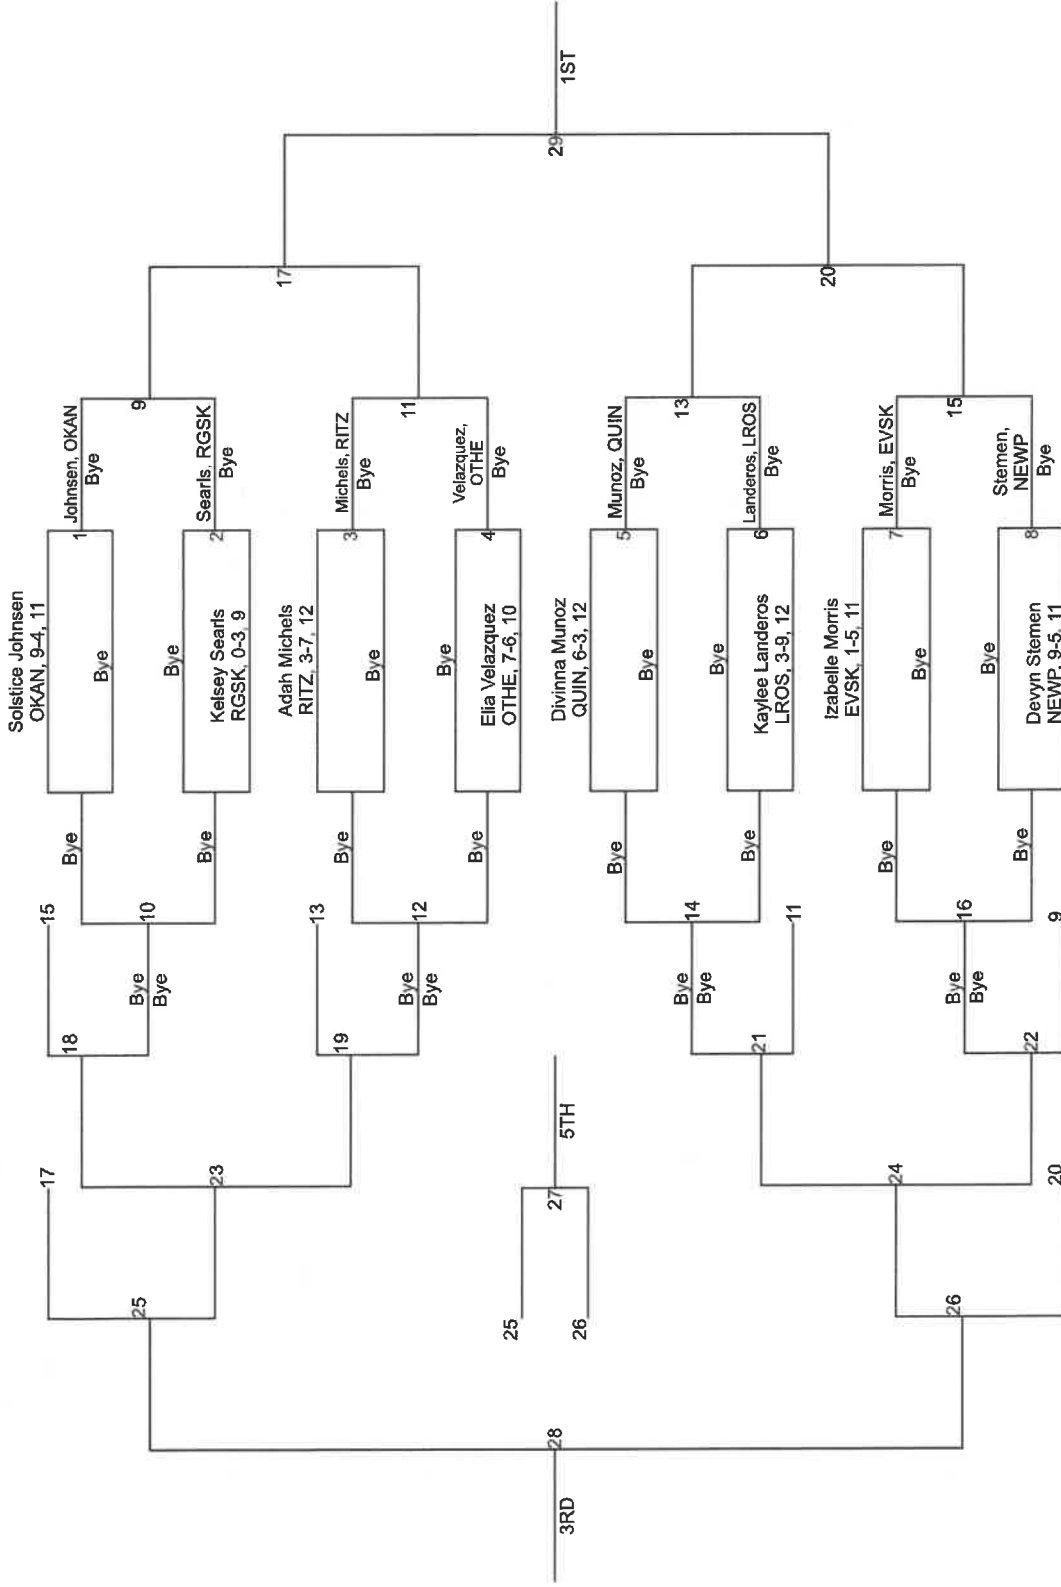 Solstice Johnsen
OKAN, 9-4, 11
Bye
1
Johnsen, OKAN
Bye
9
Bye
Kelsey Searls
RGSK, 0-3, 9
2
Searls, RGSK
Bye
17
Adah Michels
RITZ, 3-7, 12
Bye
3
Michels, RITZ
Bye
11
Bye
Elia Velazquez
OTHE, 7-6, 10
4
Velazquez,
OTHE
Bye
29
1ST
Divinna Munoz
QUIN, 6-3, 12
Bye
5
Munoz, QUIN
Bye
13
Bye
Kaylee Landeros
LROS, 3-9, 12
6
Landeros, LROS
Bye
20
Izabelle Morris
EVSK, 1-5, 11
Bye
7
Morris, EVSK
Bye
15
Bye
Devyn Stemen
NEWP, 9-5, 11
8
Stemen,
NEWP
Bye
15
Bye
10
Bye
Bye
Bye
18
13
Bye
12
Bye
Bye
Bye
19
17
23
25
Bye
14
Bye
Bye
Bye
11
21
Bye
16
Bye
Bye
Bye
9
22
24
20
26
25
26
27
5TH
28
3RD